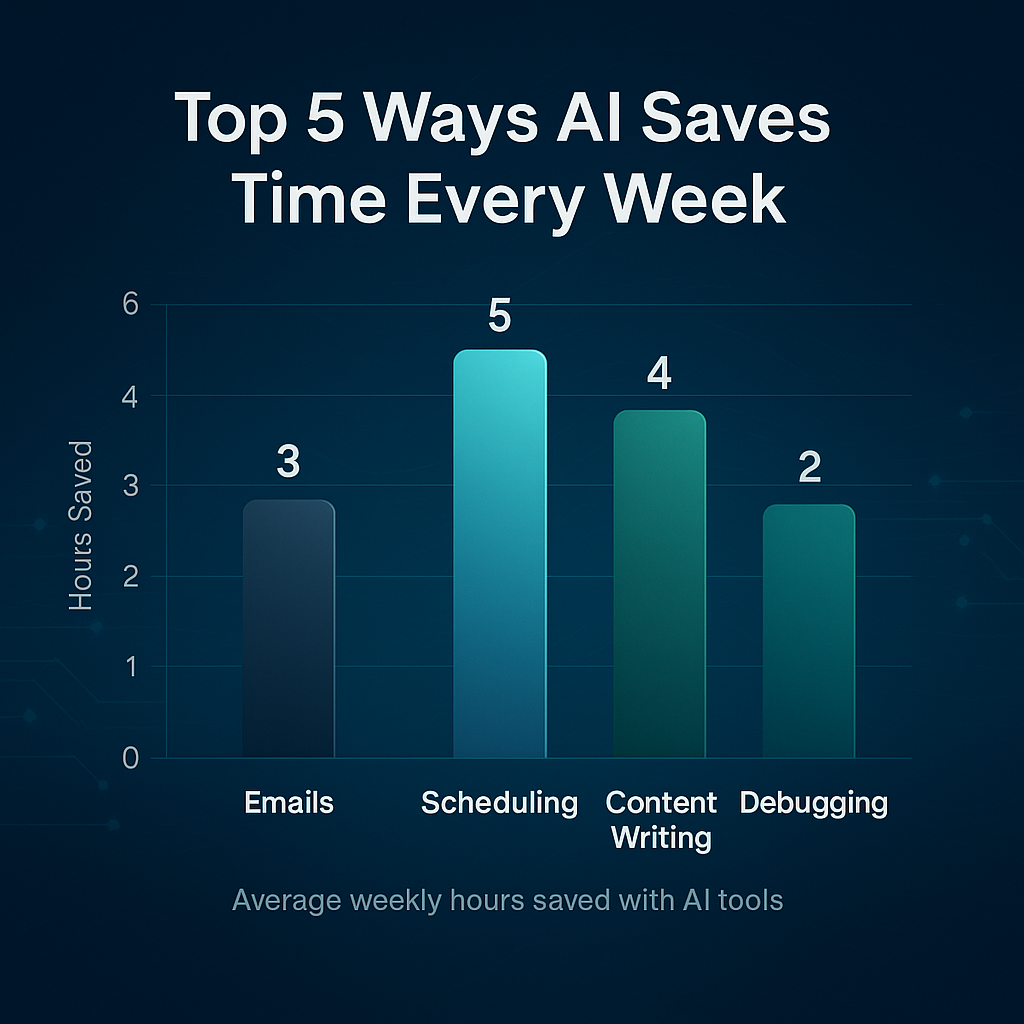 Top 5 Ways AI Saves
Time Every Week
6
5
4
4
3
3
2
2
1
0
Hours Saved
Emails
Scheduling
Content
Writing
Debugging
Average weekly hours saved with AI tools